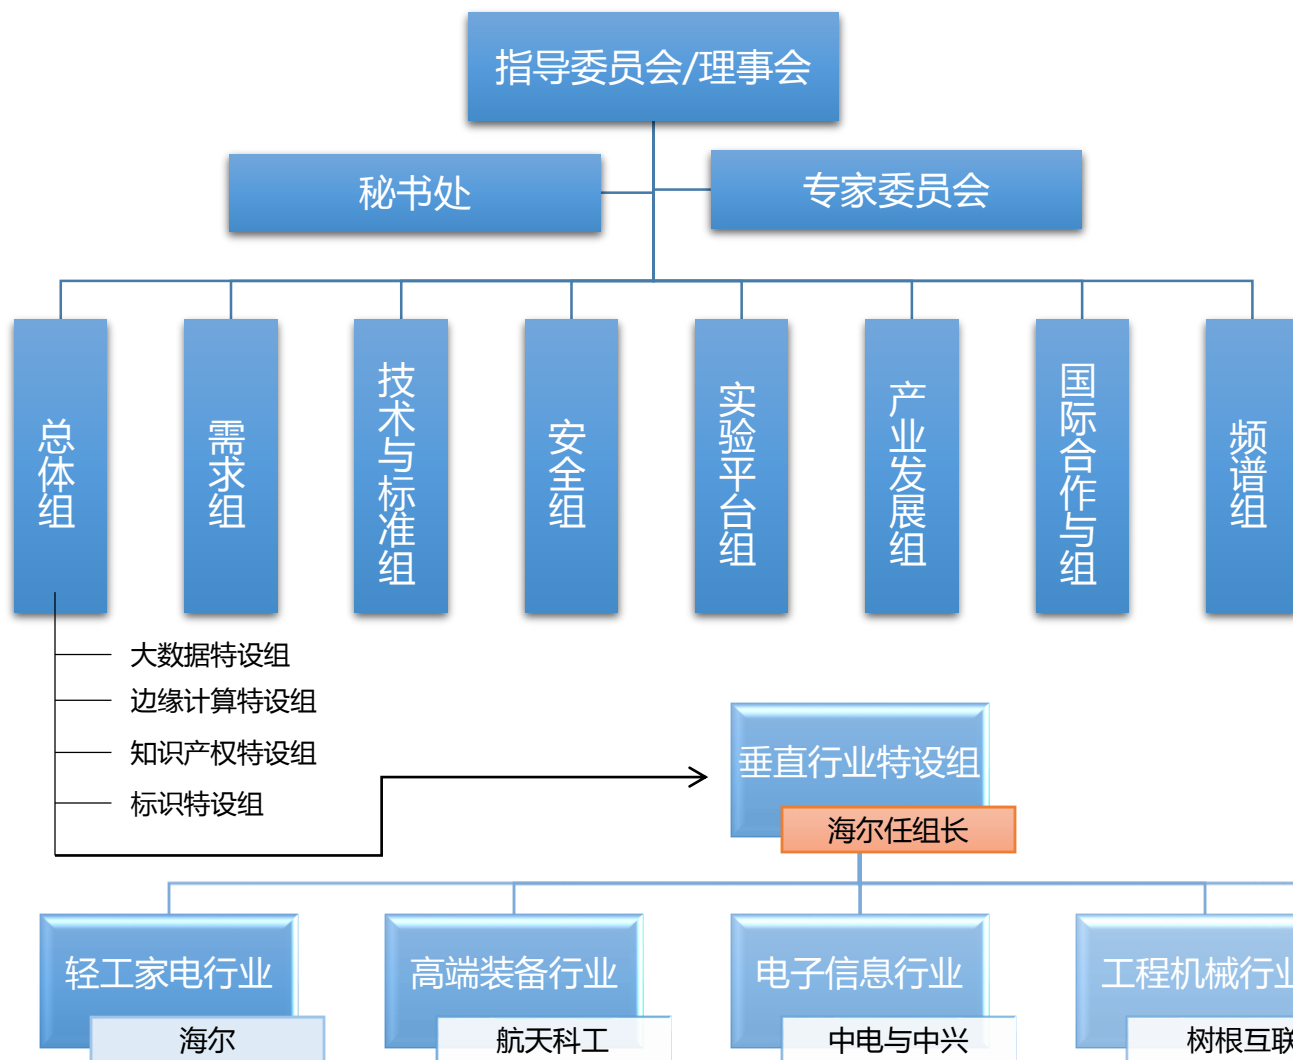 指导委员会/理事会
秘书处
专家委员会
总体组
需求组
技术与标准组
安全组
实验平台组
产业发展组
国际合作与组
频谱组
大数据特设组
边缘计算特设组
知识产权特设组
标识特设组
垂直行业特设组
海尔任组长
轻工家电行业
高端装备行业
电子信息行业
工程机械行业
海尔
航天科工
中电与中兴
树根互联